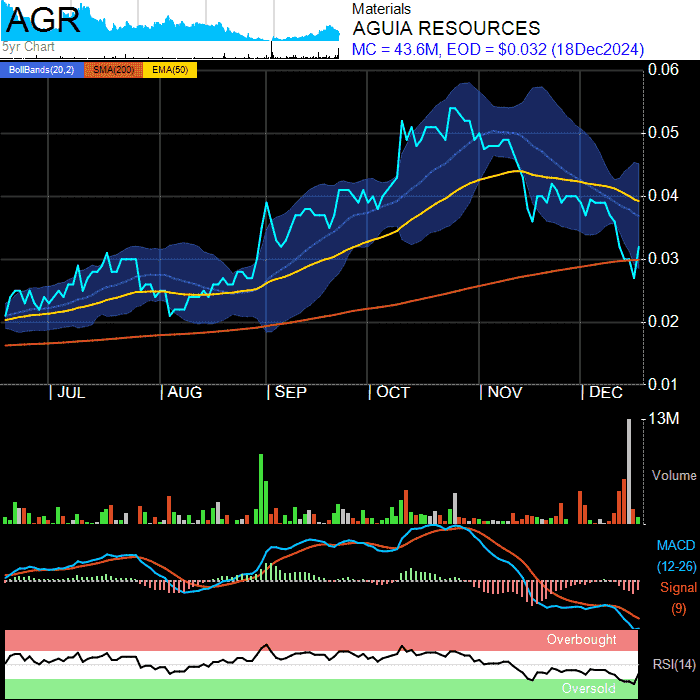 AGR
5yr Chart
Materials
AGUIA RESOURCES
MC = 43.6M, EOD = $0.032 (18Dec2024)
BollBands(20,2) SMA(200) EMA(50)
0.06
0.05
0.04
0.03
0.02
0.01
JUL AUG SEP OCT NOV DEC
13M
Volume
MACD
(12-26)
Signal
(9)
Overbought
RSI(14)
Oversold